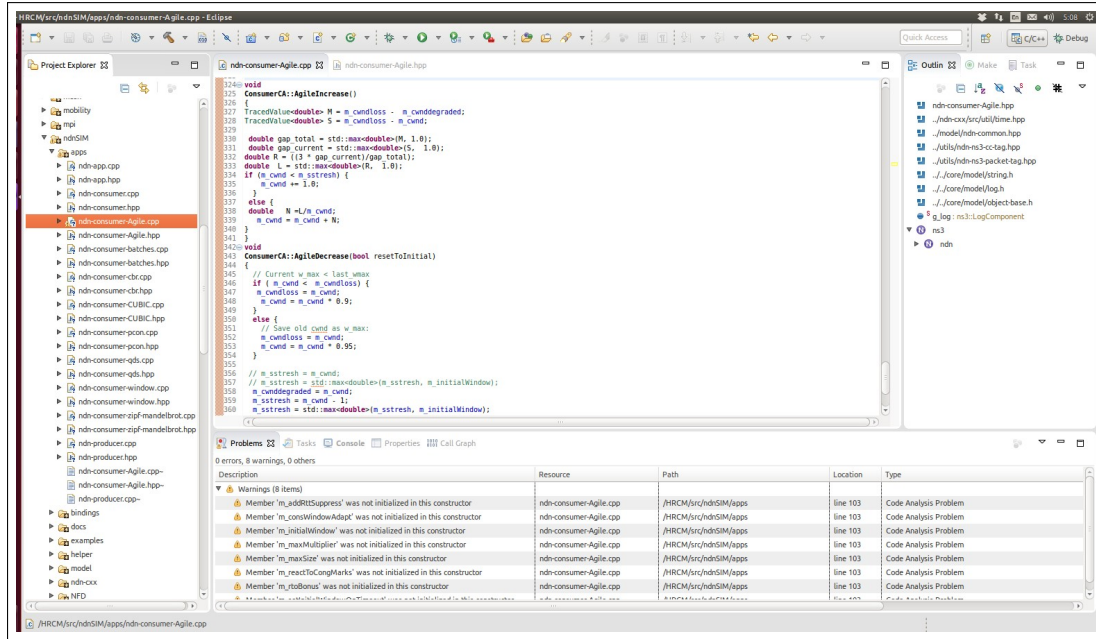 HRCM/src/ndnSIM/apps/ndn-consumer-Agile.cpp - Eclipse
En
5:08
Quick Access
C/C++
Debug
Project Explorer
mobility
mpi
ndnSIM
apps
ndn-app.cpp
ndn-app.hpp
ndn-consumer.cpp
ndn-consumer.hpp
ndn-consumer-Agile.cpp
ndn-consumer-Agile.hpp
ndn-consumer-batches.cpp
ndn-consumer-batches.hpp
ndn-consumer-cbr.cpp
ndn-consumer-cbr.hpp
ndn-consumer-CUBIC.cpp
ndn-consumer-CUBIC.hpp
ndn-consumer-pcon.cpp
ndn-consumer-pcon.hpp
ndn-consumer-qds.cpp
ndn-consumer-qds.hpp
ndn-consumer-window.cpp
ndn-consumer-window.hpp
ndn-consumer-zipf-mandelbrot.cpp
ndn-consumer-zipf-mandelbrot.hpp
ndn-producer.cpp
ndn-producer.hpp
ndn-consumer-Agile.cpp~
ndn-consumer-Agile.hpp~
ndn-producer.cpp~
bindings
docs
examples
helper
model
ndn-cxx
NFD
ndn-consumer-Agile.cpp
ndn-consumer-Agile.hpp
324 void
325 ConsumerCA::AgileIncrease()
326 {
327 TracedValue<double> M = m_cwndloss - m_cwnddegraded;
328 TracedValue<double> S = m_cwndloss - m_cwnd;
329
330 double gap_total = std::max<double>(M, 1.0);
331 double gap_current = std::max<double>(S, 1.0);
332 double R = ((3 * gap_current)/gap_total);
333 double L = std::max<double>(R, 1.0);
334 if (m_cwnd < m_sstresh) {
335 m_cwnd += 1.0;
336 }
337 else {
338 double N =L/m_cwnd;
339 m_cwnd = m_cwnd + N;
340 }
341 }
342 void
343 ConsumerCA::AgileDecrease(bool resetToInitial)
344 {
345 // Current w_max < last_wmax
346 if ( m_cwnd < m_cwndloss) {
347 m_cwndloss = m_cwnd;
348 m_cwnd = m_cwnd * 0.9;
349 }
350 else {
351 // Save old cwnd as w_max:
352 m_cwndloss = m_cwnd;
353 m_cwnd = m_cwnd * 0.95;
354 }
355
356 // m_sstresh = m_cwnd;
357 // m_sstresh = std::max<double>(m_sstresh, m_initialWindow);
358 m_cwnddegraded = m_cwnd;
359 m_sstresh = m_cwnd - 1;
360 m_sstresh = std::max<double>(m_sstresh, m_initialWindow);
Outlin
Make
Task
ndn-consumer-Agile.hpp
../ndn-cxx/src/util/time.hpp
../model/ndn-common.hpp
../utils/ndn-ns3-cc-tag.hpp
../utils/ndn-ns3-packet-tag.hpp
../../core/model/string.h
../../core/model/log.h
../../core/model/object-base.h
g_log : ns3::LogComponent
ns3
ndn
Problems
Tasks
Console
Properties
Call Graph
0 errors, 8 warnings, 0 others
Description Resource Path Location Type
Warnings (8 items)
Member 'm_addRttSuppress' was not initialized in this constructor ndn-consumer-Agile.cpp /HRCM/src/ndnSIM/apps line 103 Code Analysis Problem
Member 'm_consWindowAdapt' was not initialized in this constructor ndn-consumer-Agile.cpp /HRCM/src/ndnSIM/apps line 103 Code Analysis Problem
Member 'm_initialWindow' was not initialized in this constructor ndn-consumer-Agile.cpp /HRCM/src/ndnSIM/apps line 103 Code Analysis Problem
Member 'm_maxMultiplier' was not initialized in this constructor ndn-consumer-Agile.cpp /HRCM/src/ndnSIM/apps line 103 Code Analysis Problem
Member 'm_maxSize' was not initialized in this constructor ndn-consumer-Agile.cpp /HRCM/src/ndnSIM/apps line 103 Code Analysis Problem
Member 'm_reactToCongMarks' was not initialized in this constructor ndn-consumer-Agile.cpp /HRCM/src/ndnSIM/apps line 103 Code Analysis Problem
Member 'm_rtoBonus' was not initialized in this constructor ndn-consumer-Agile.cpp /HRCM/src/ndnSIM/apps line 103 Code Analysis Problem
/HRCM/src/ndnSIM/apps/ndn-consumer-Agile.cpp